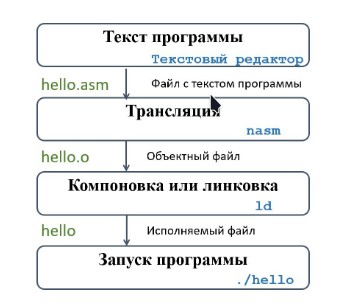 Текст программы
Текстовый редактор
hello.asm Файл с текстом программы
Трансляция
nasm
hello.o Объектный файл
Компоновка или линковка
ld
hello Исполняемый файл
Запуск программы
./hello